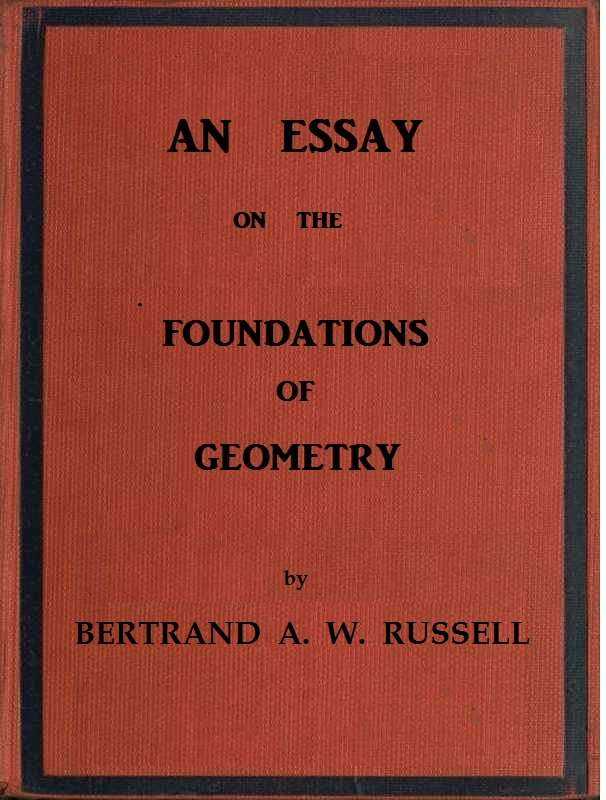 AN ESSAY
ON THE
FOUNDATIONS
OF
GEOMETRY
by
BERTRAND A. W. RUSSELL